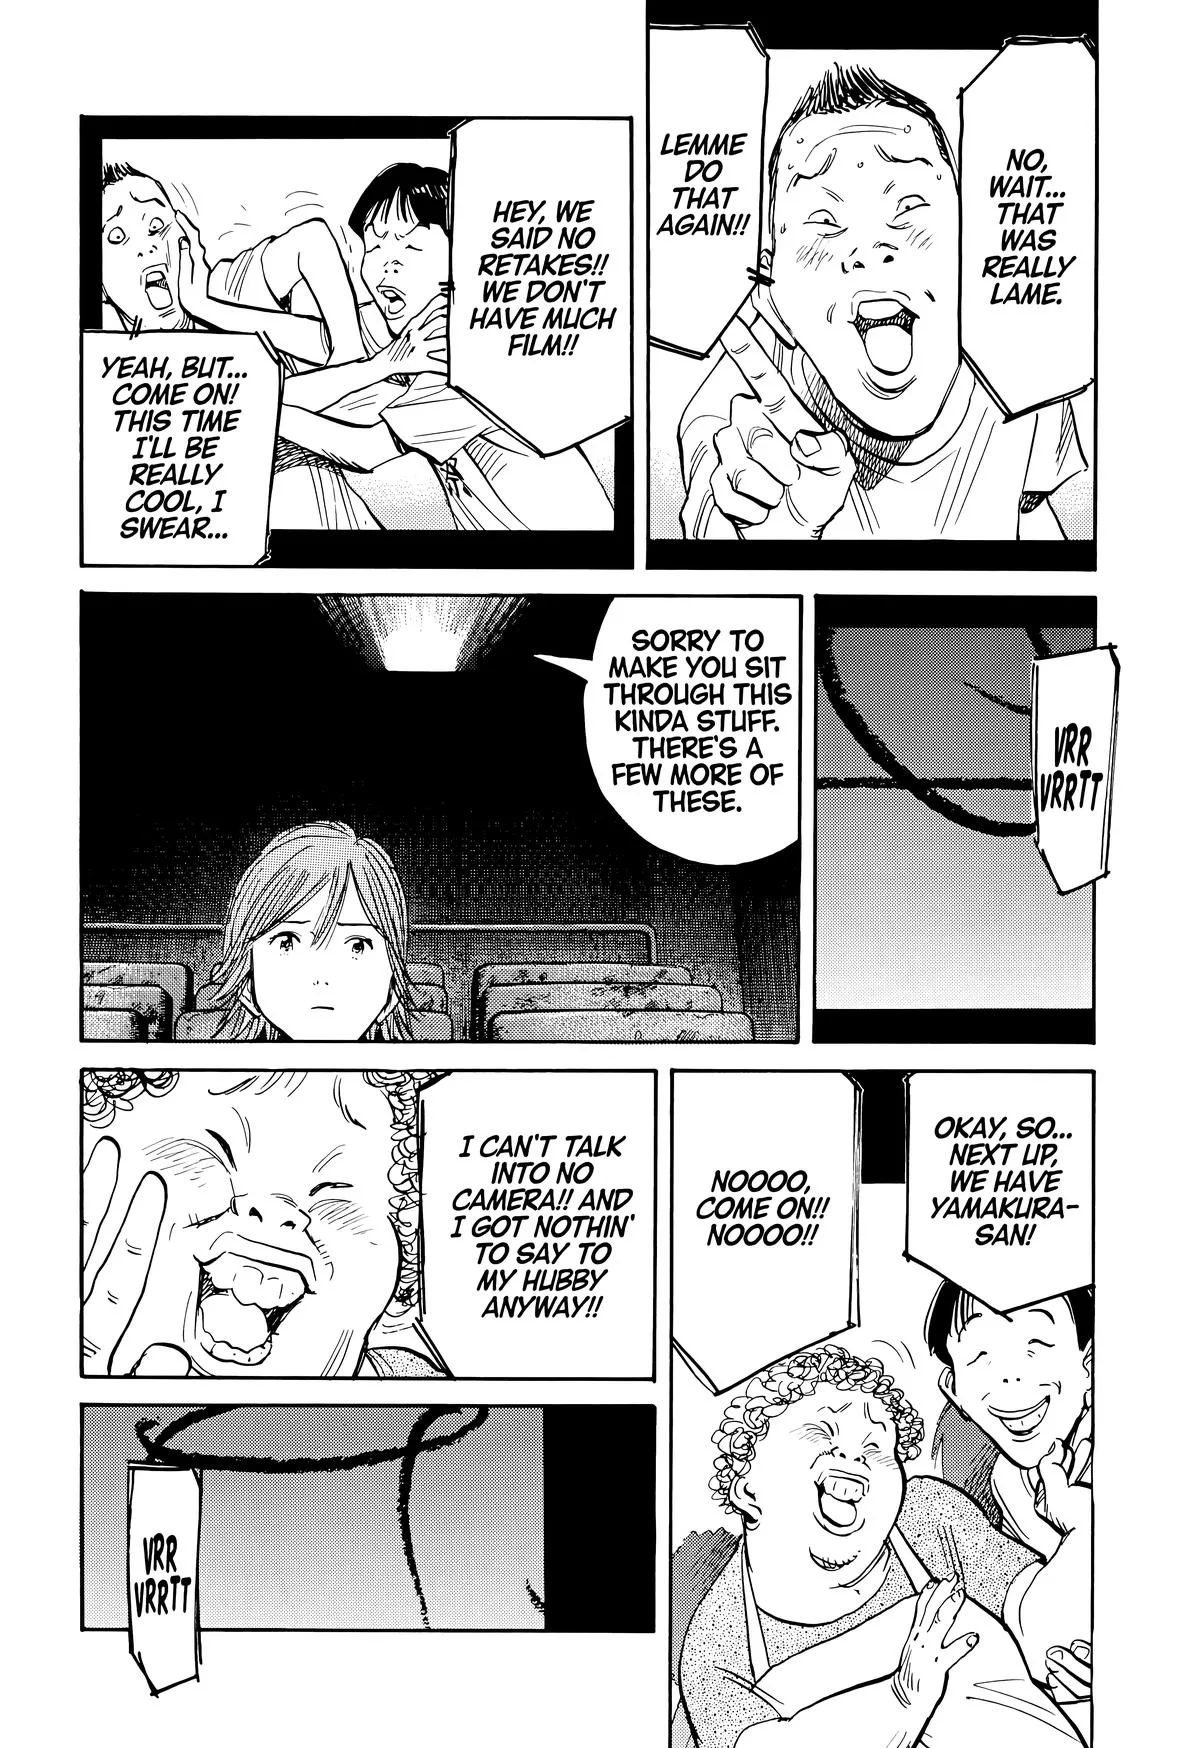 NO,
WAIT...
THAT
WAS
REALLY
LAME.
LEMME
DO
THAT
AGAIN!!
HEY, WE
SAID NO
RETAKES!!
WE DON'T
HAVE MUCH
FILM!!
YEAH, BUT...
COME ON!
THIS TIME
I'LL BE
REALLY
COOL, I
SWEAR...
VRR
VRRTT
SORRY TO
MAKE YOU SIT
THROUGH THIS
KINDA STUFF.
THERE'S A
FEW MORE OF
THESE.
OKAY, SO...
NEXT UP,
WE HAVE
YAMAKURA-
SAN!
NOOOO,
COME ON!!
NOOOO!!
I CAN'T TALK
INTO NO
CAMERA!! AND
I GOT NOTHIN'
TO SAY TO
MY HUBBY
ANYWAY!!
VRR
VRRTT